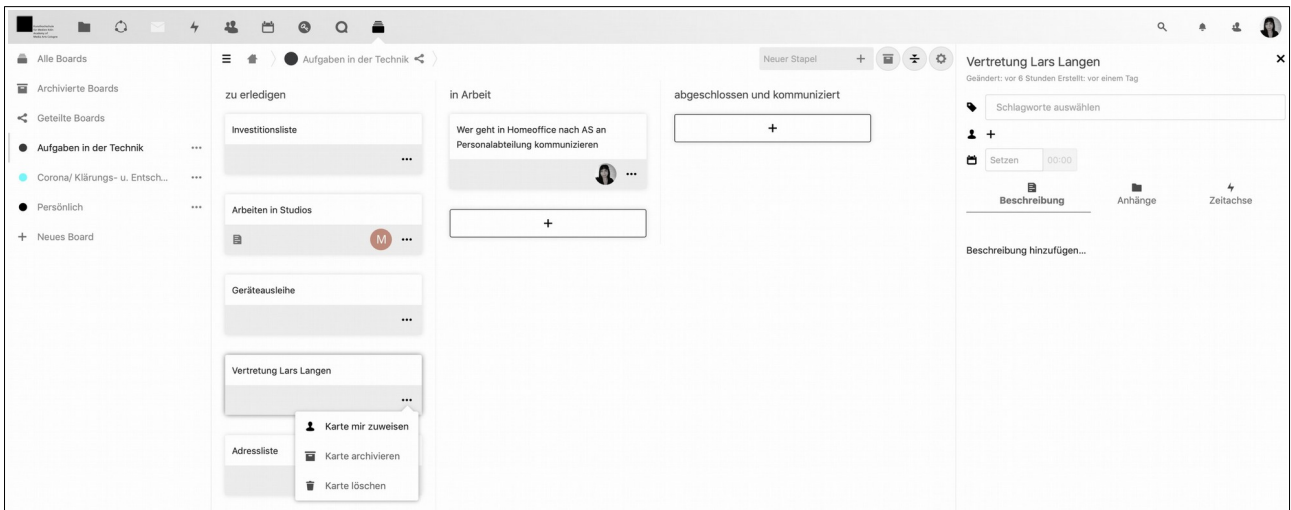 Alle Boards
Archivierte Boards
Geteilte Boards
Aufgaben in der Technik
Corona/ Klärungs- u. Entsch...
Persönlich
Neues Board
Aufgaben in der Technik
Neuer Stapel
zu erledigen
Investitionsliste
Arbeiten in Studios
M
Geräteausleihe
Vertretung Lars Langen
Karte mir zuweisen
Karte archivieren
Karte löschen
Adressliste
in Arbeit
Wer geht in Homeoffice nach AS an
Personalabteilung kommunizieren
+
abgeschlossen und kommuniziert
+
Vertretung Lars Langen
Geändert: vor 6 Stunden Erstellt: vor einem Tag
Schlagworte auswählen
Setzen 00:00
Beschreibung Anhänge Zeitachse
Beschreibung hinzufügen...